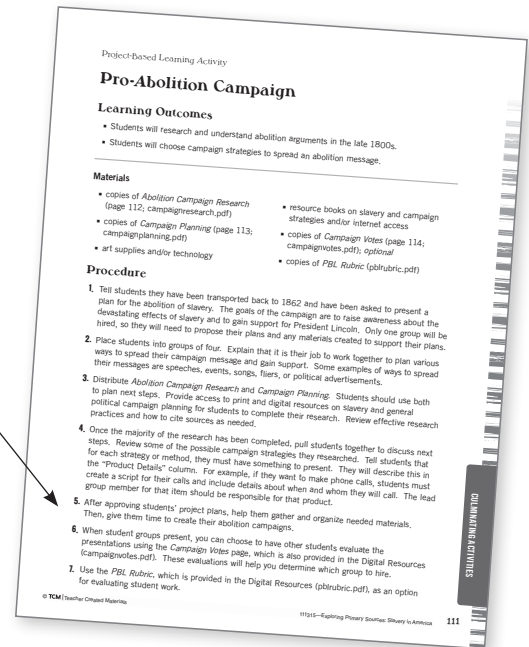 Project-Based Learning Activity
Pro-Abolition Campaign
Learning Outcomes
• Students will research and understand abolition arguments in the late 1800s.
• Students will choose campaign strategies to spread an abolition message.
Materials
• copies of Abolition Campaign Research
(page 112; campaignresearch.pdf)
• copies of Campaign Planning (page 113;
campaignplanning.pdf)
• art supplies and/or technology
• resource books on slavery and campaign
strategies and/or internet access
• copies of Campaign Votes (page 114;
campaignvotes.pdf); optional
• copies of PBL Rubric (pblrubric.pdf)
Procedure
1. Tell students they have been transported back to 1862 and have been asked to present a
plan for the abolition of slavery. The goals of the campaign are to raise awareness about the
devastating effects of slavery and to gain support for President Lincoln. Only one group will be
hired, so they will need to propose their plans and any materials created to support their plans.
2. Place students into groups of four. Explain that it is their job to work together to plan various
ways to spread their campaign message and gain support. Some examples of ways to spread
their messages are speeches, events, songs, fliers, or political advertisements.
3. Distribute Abolition Campaign Research and Campaign Planning. Students should use both
to plan next steps. Provide access to print and digital resources on slavery and general
political campaign planning for students to complete their research. Review effective research
practices and how to cite sources as needed.
4. Once the majority of the research has been completed, pull students together to discuss next
steps. Review some of the possible campaign strategies they researched. Tell students that
for each strategy or method, they must have something to present. They will describe this in
the "Product Details" column. For example, if they want to make phone calls, students must
create a script for their calls and include details about when and whom they will call. The lead
group member for that item should be responsible for that product.
5. After approving students' project plans, help them gather and organize needed materials.
Then, give them time to create their abolition campaigns.
6. When student groups present, you can choose to have other students evaluate the
presentations using the Campaign Votes page, which is also provided in the Digital Resources
(campaignvotes.pdf). These evaluations will help you determine which group to hire.
7. Use the PBL Rubric, which is provided in the Digital Resources (pblrubric.pdf), as an option
for evaluating student work.
CULMINATING ACTIVITIES
© TCM | Teacher Created Materials
111315—Exploring Primary Sources: Slavery in America 111